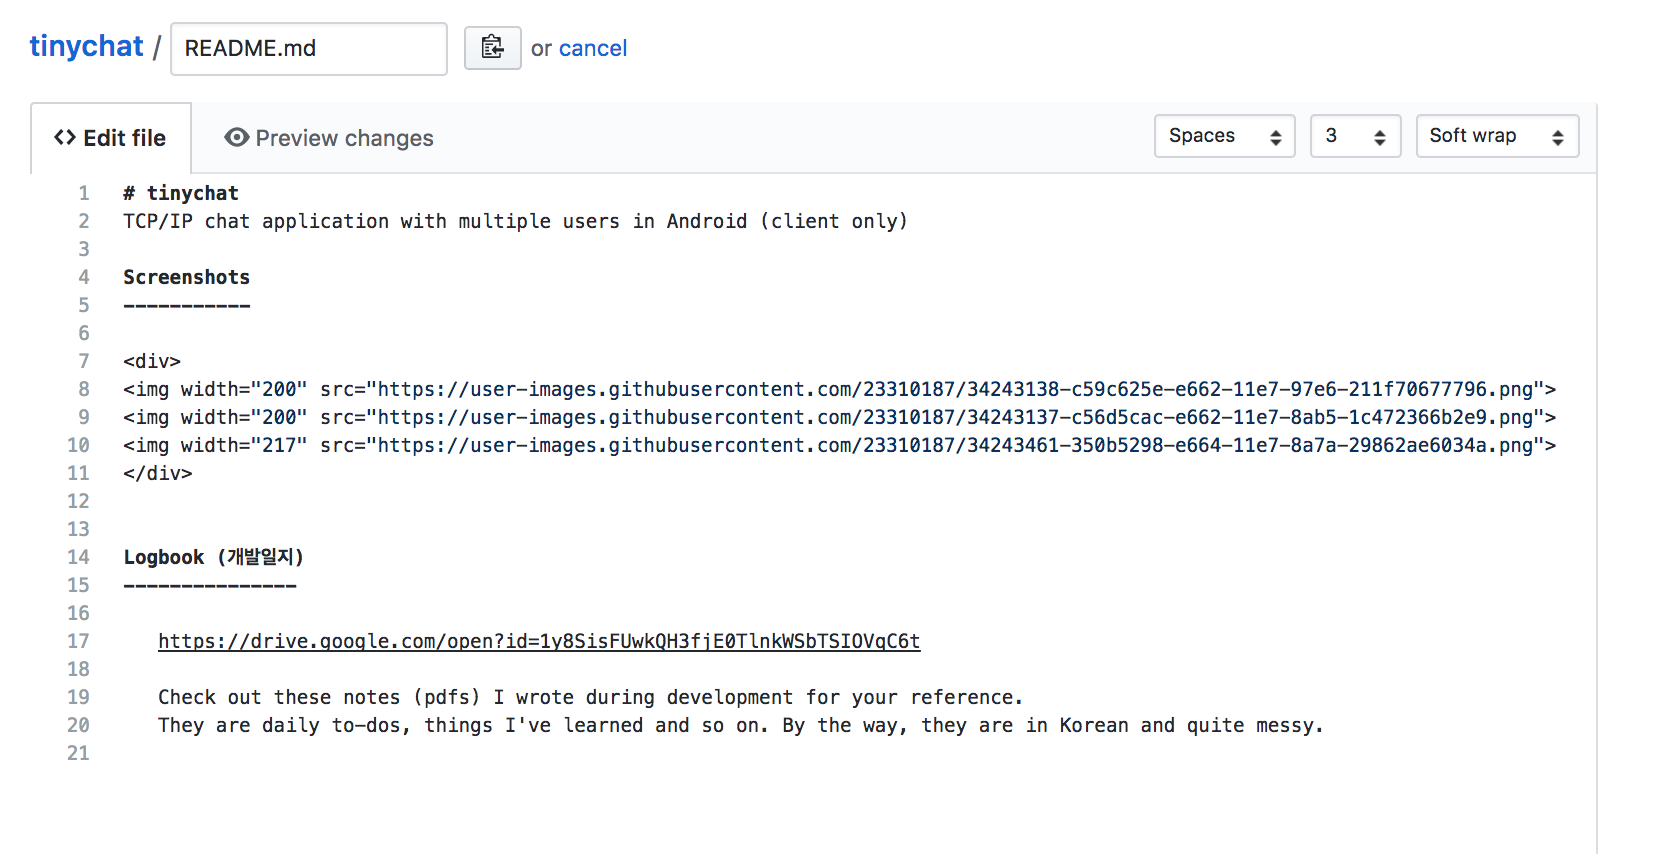 tinychat / README.md or cancel
<> Edit file Preview changes Spaces 3 Soft wrap
1 # tinychat
2 TCP/IP chat application with multiple users in Android (client only)
3
4 Screenshots
5 -----------
6
7 <div>
8 <img width="200" src="https://user-images.githubusercontent.com/23310187/34243138-c59c625e-e662-11e7-97e6-211f70677796.png">
9 <img width="200" src="https://user-images.githubusercontent.com/23310187/34243137-c56d5cac-e662-11e7-8ab5-1c472366b2e9.png">
10 <img width="217" src="https://user-images.githubusercontent.com/23310187/34243461-350b5298-e664-11e7-8a7a-29862ae6034a.png">
11 </div>
12
13
14 Logbook (개발일지)
15 ---------------
16
17 https://drive.google.com/open?id=1y8SisFUwkQH3fjE0TlnkWSbTSIOVqC6t
18
19 Check out these notes (pdfs) I wrote during development for your reference.
20 They are daily to-dos, things I've learned and so on. By the way, they are in Korean and quite messy.
21